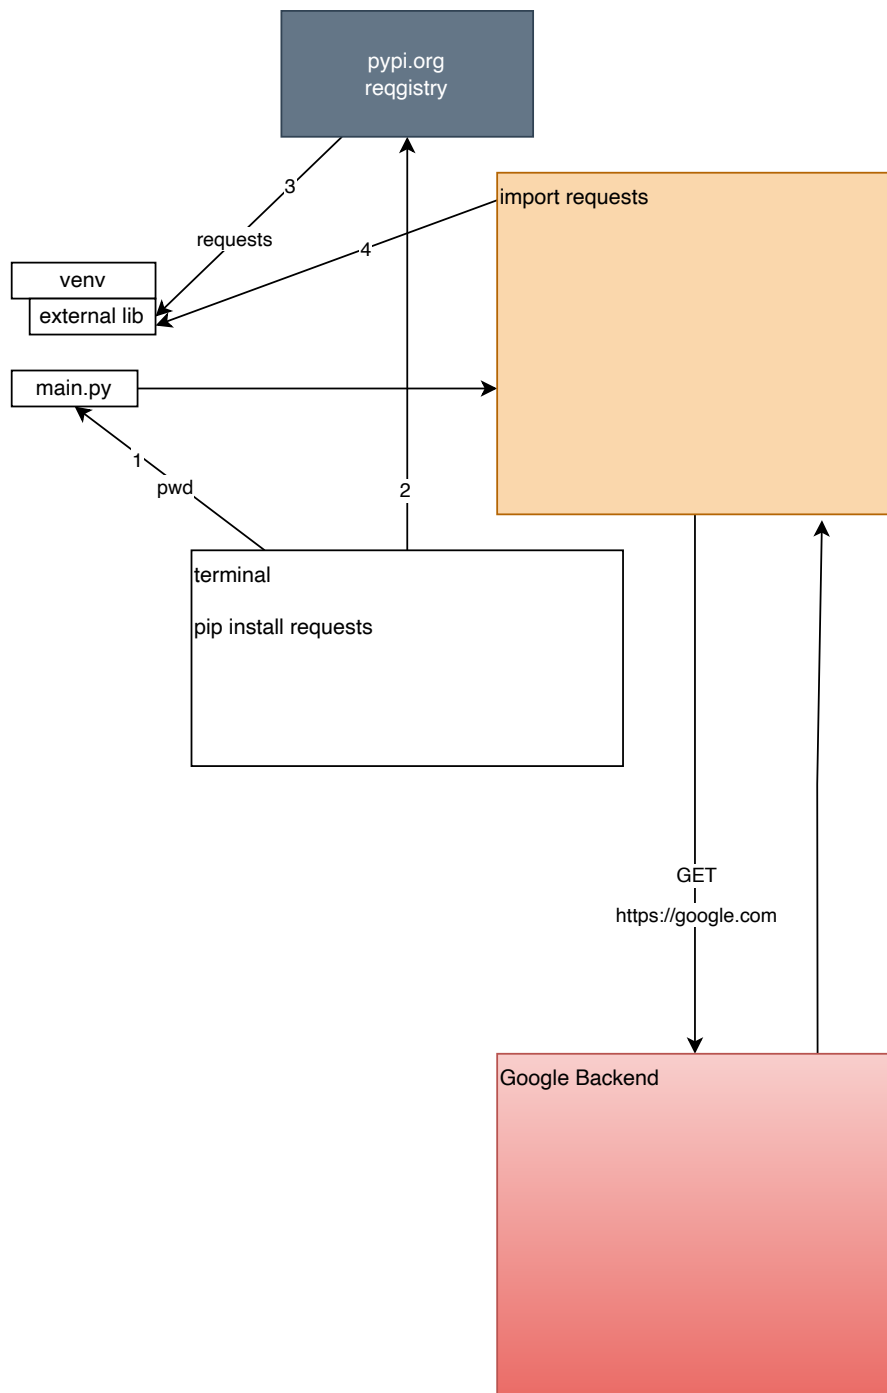 pypi.org
reqgistry
3
import requests
requests
4
venv
external lib
main.py
1
pwd
2
terminal
pip install requests
GET
https://google.com
Google Backend